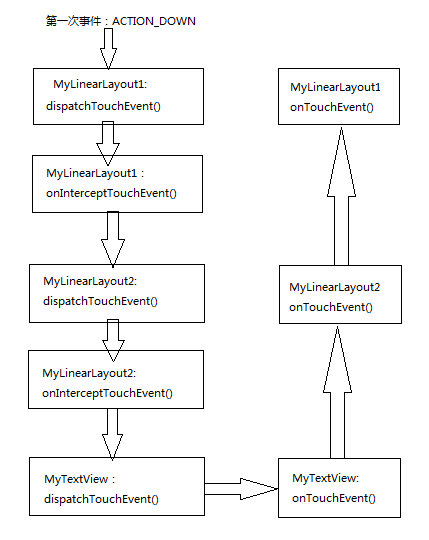 第一次事件：ACTION_DOWN
MyLinearLayout1:
dispatchTouchEvent()
MyLinearLayout1：
onInterceptTouchEvent()
MyLinearLayout2:
dispatchTouchEvent()
MyLinearLayout2:
onInterceptTouchEvent()
MyTextView：
dispatchTouchEvent()
MyTextView:
onTouchEvent()
MyLinearLayout2
onTouchEvent()
MyLinearLayout1
onTouchEvent()